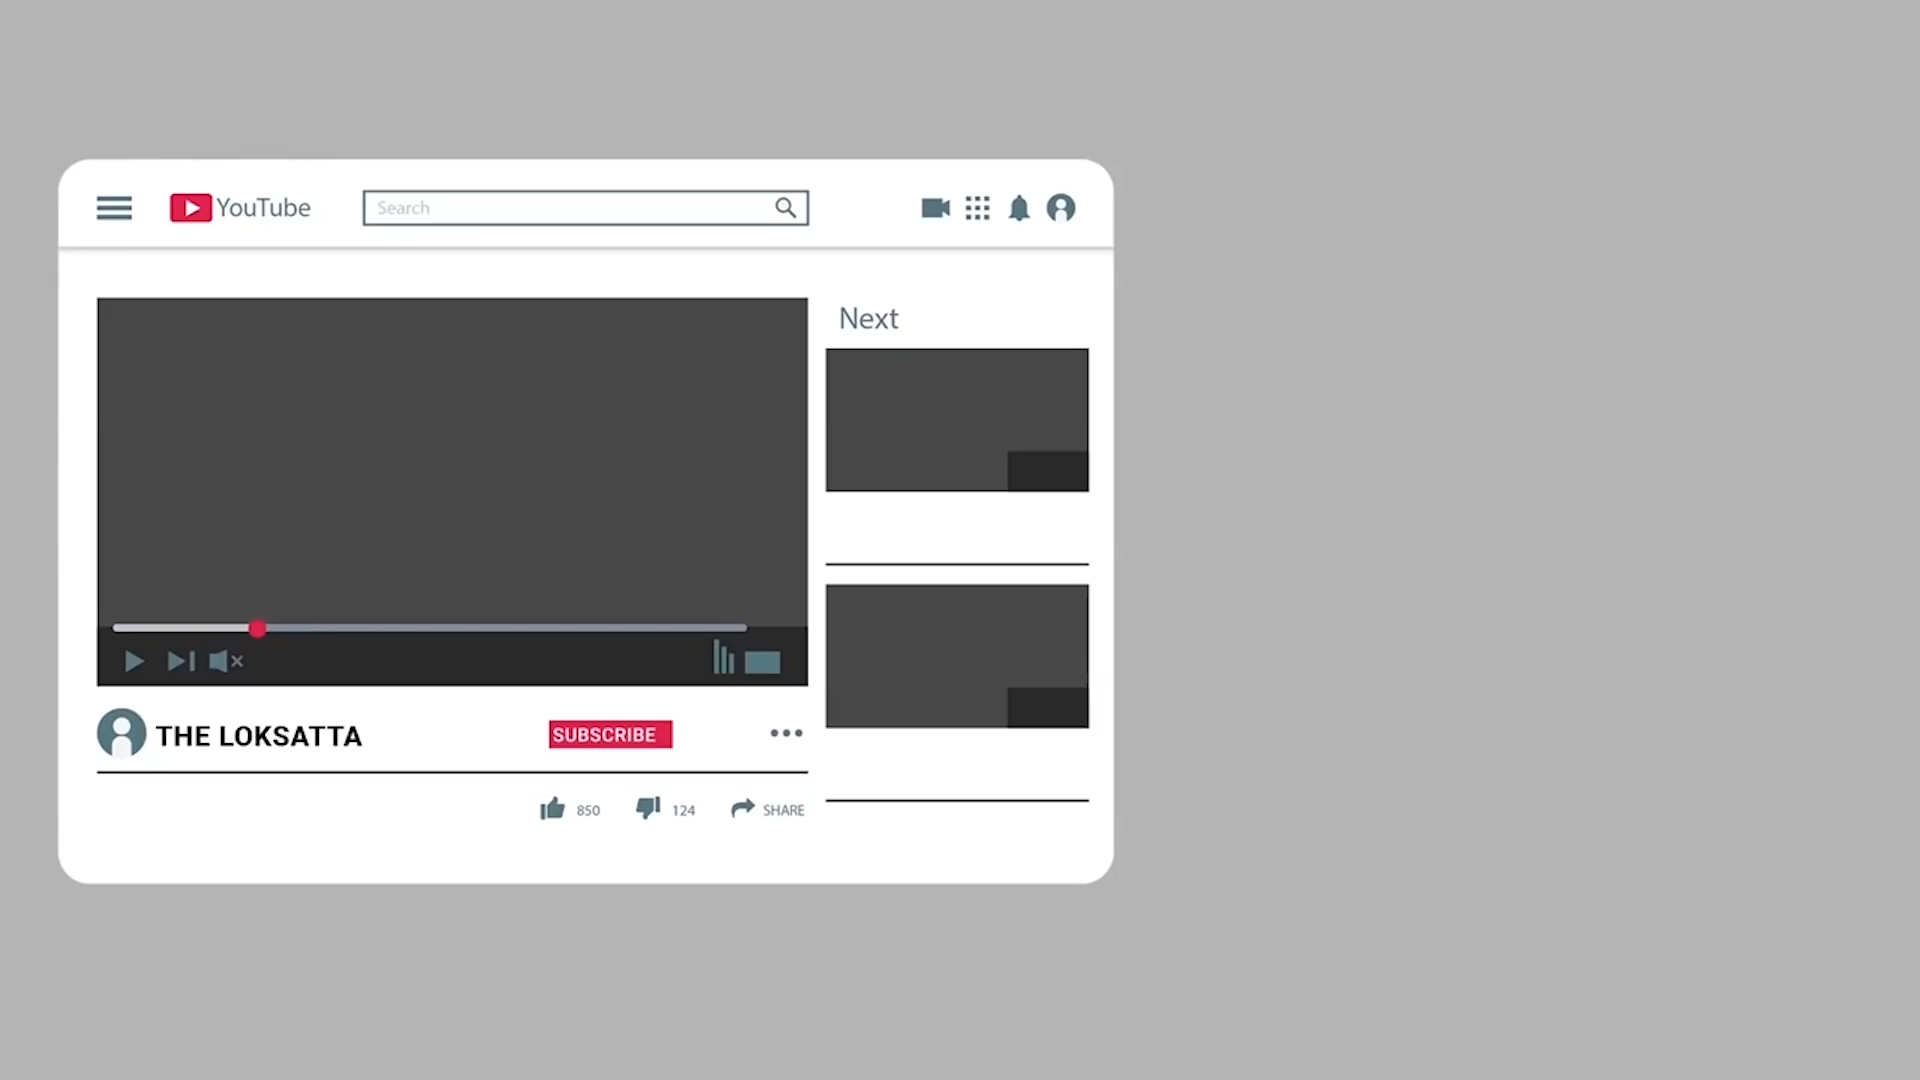 YouTube
Search
Next
THE LOKSATTA
SUBSCRIBE
850
124
SHARE